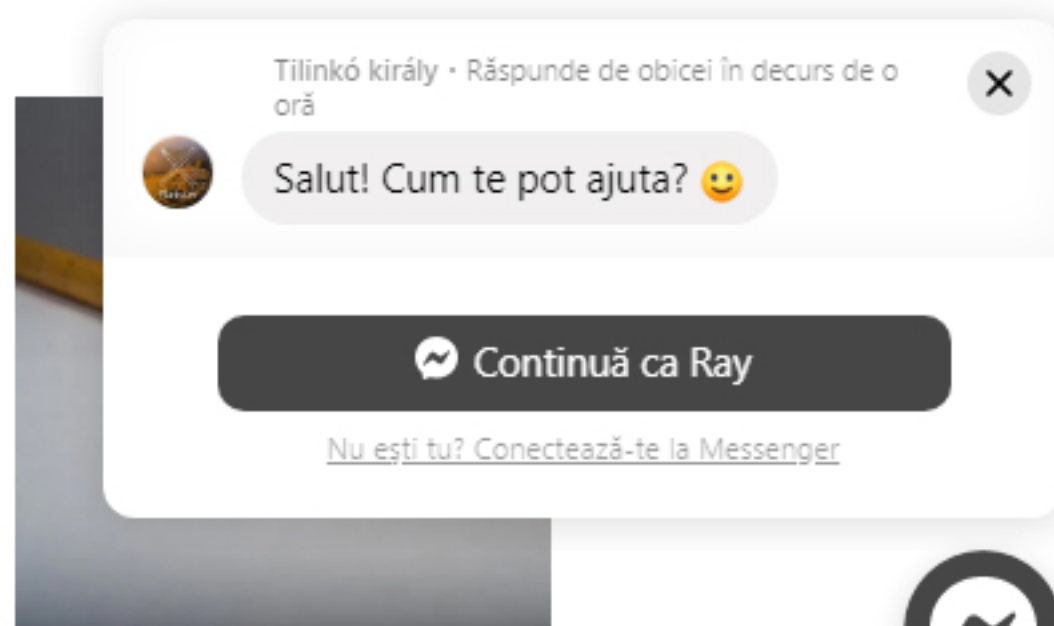 Tilinkó király · Răspunde de obicei în decurs de o
oră
Salut! Cum te pot ajuta? 🙂
Continuă ca Ray
Nu ești tu? Conectează-te la Messenger